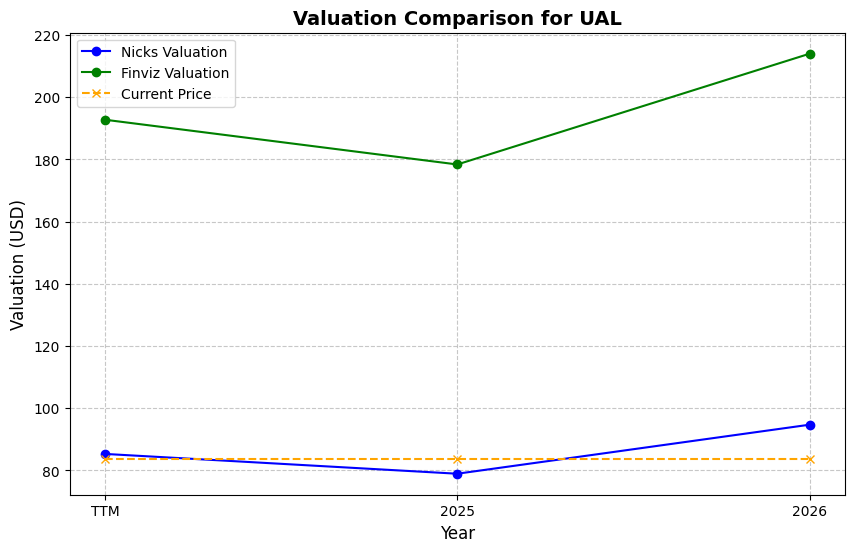 Valuation Comparison for UAL
Nicks Valuation
Finviz Valuation
Current Price
Valuation (USD)
220
200
180
160
140
120
100
80
TTM
2025
2026
Year